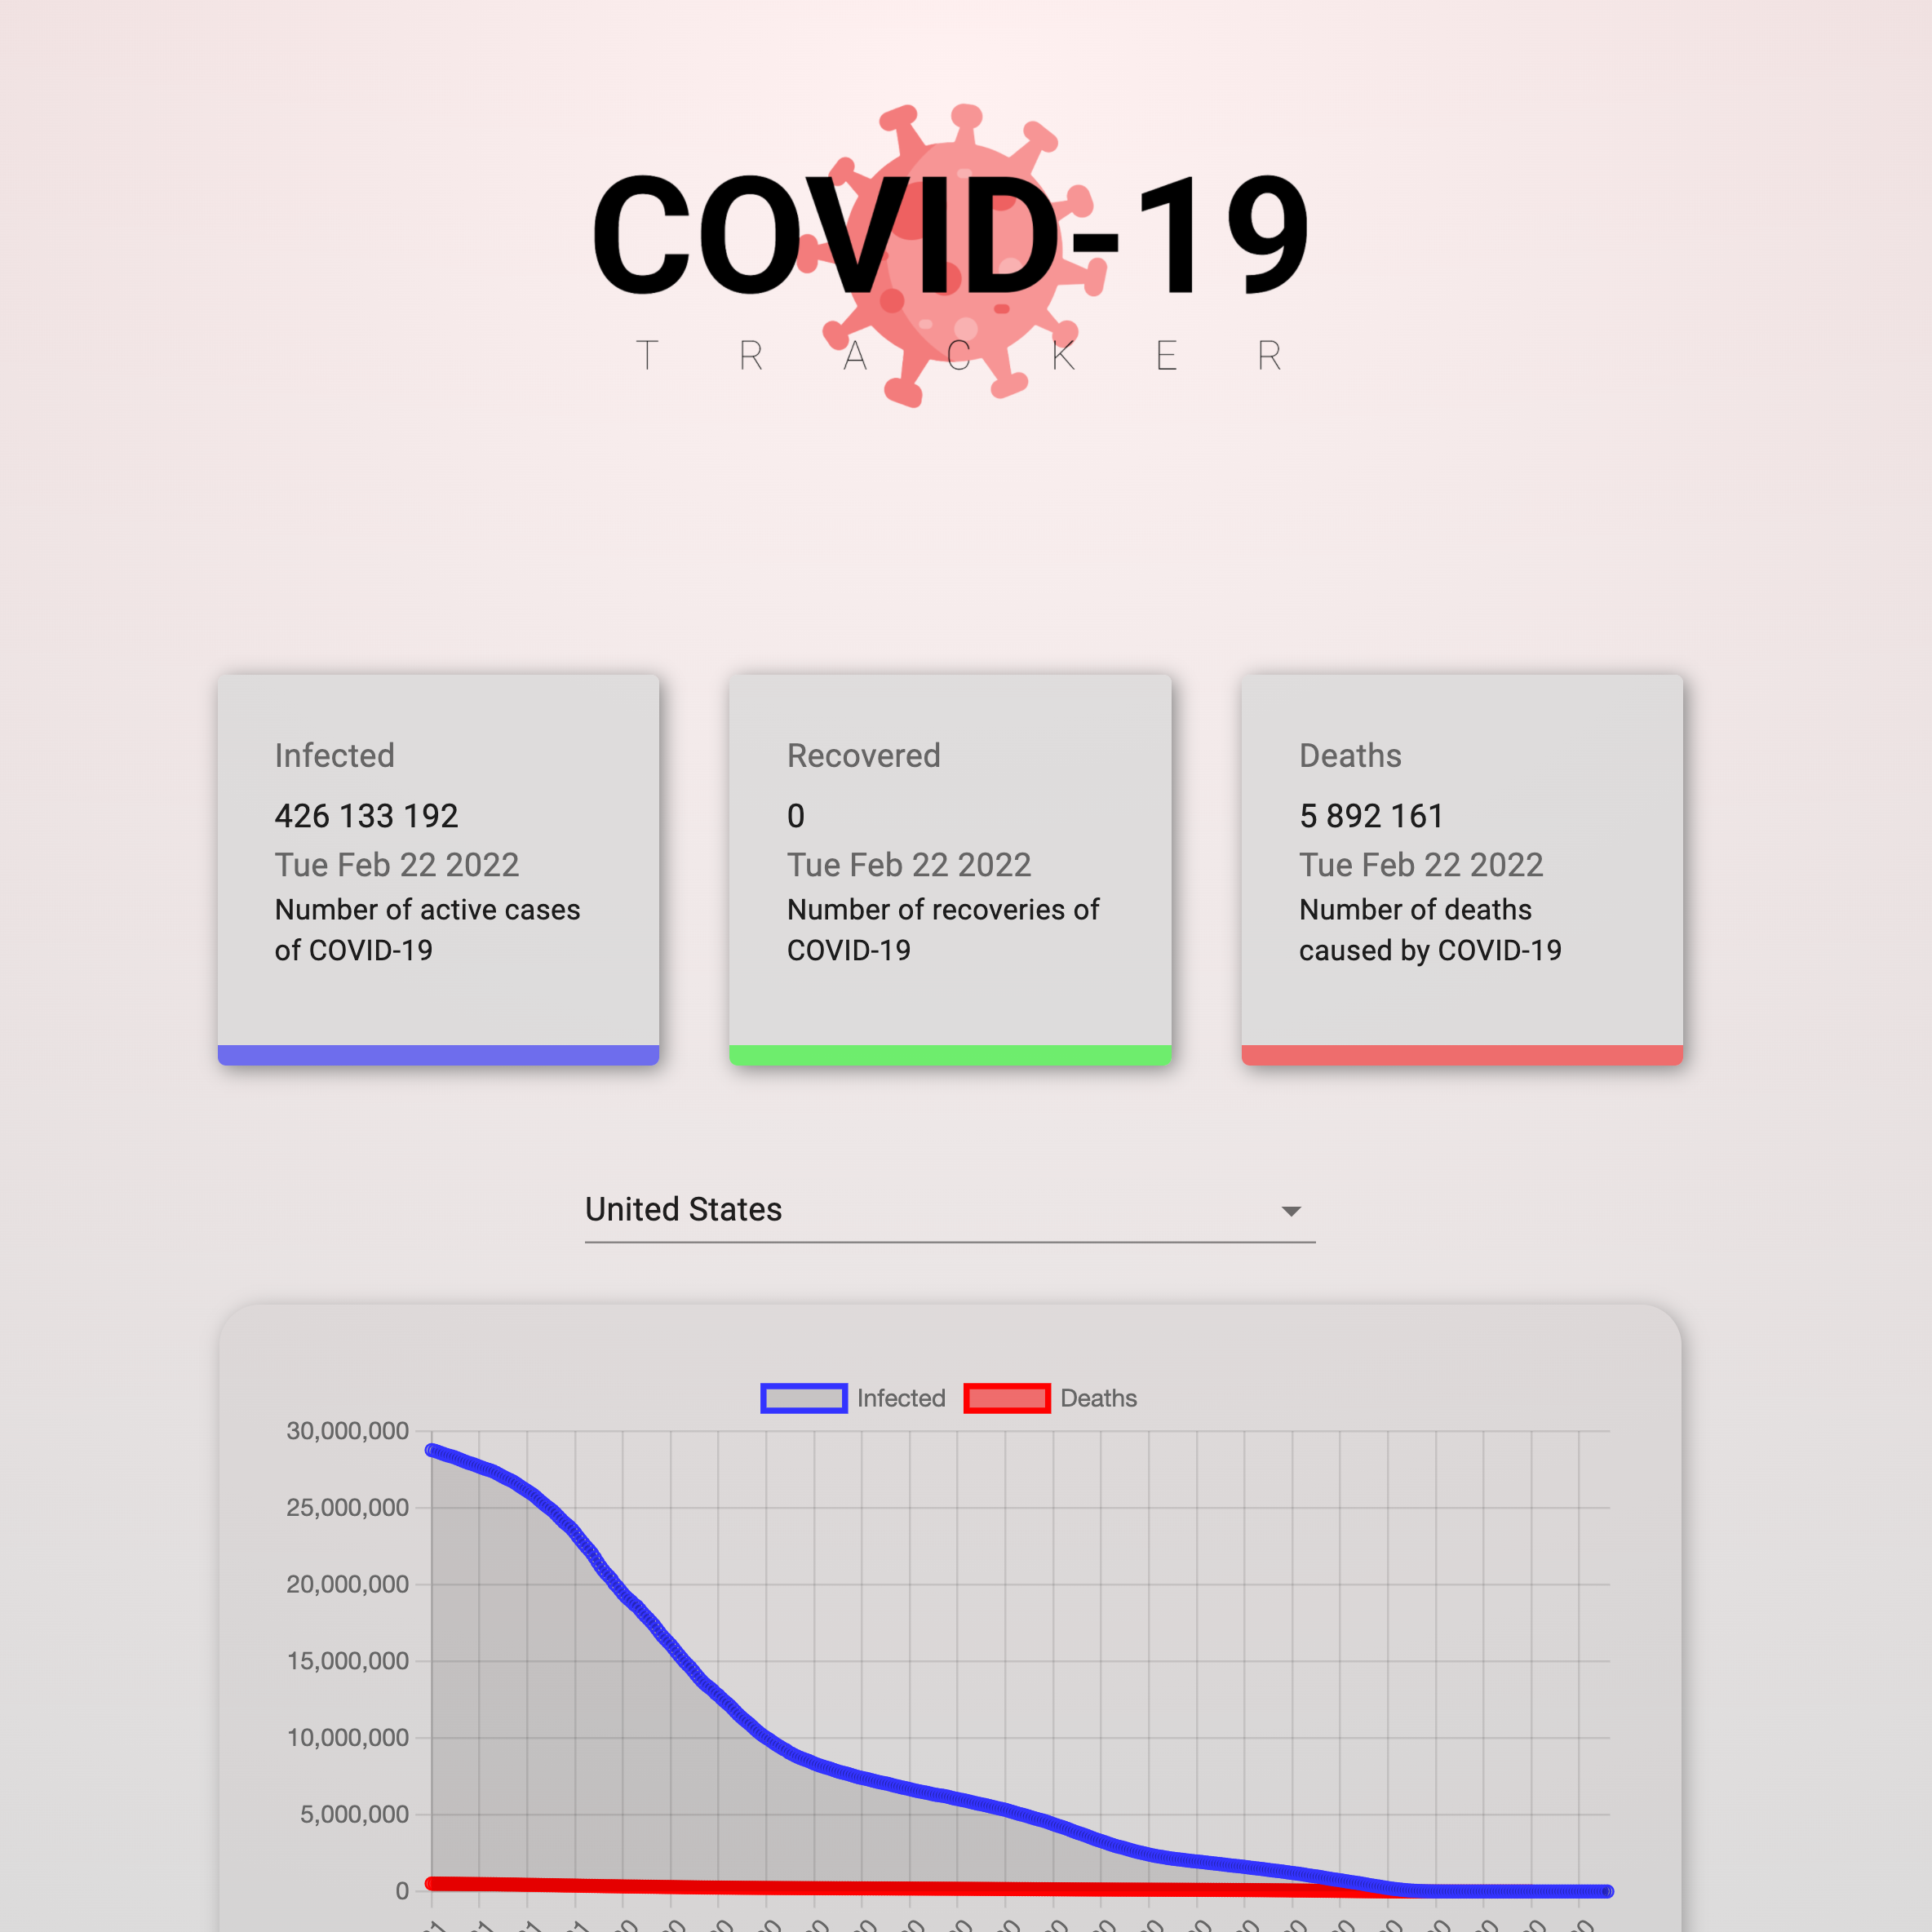 COVID-19
TRACKER
Infected
426 133 192
Tue Feb 22 2022
Number of active cases
of COVID-19
Recovered
0
Tue Feb 22 2022
Number of recoveries of
COVID-19
Deaths
5 892 161
Tue Feb 22 2022
Number of deaths
caused by COVID-19
United States
Infected Deaths
30,000,000
25,000,000
20,000,000
15,000,000
10,000,000
5,000,000
0